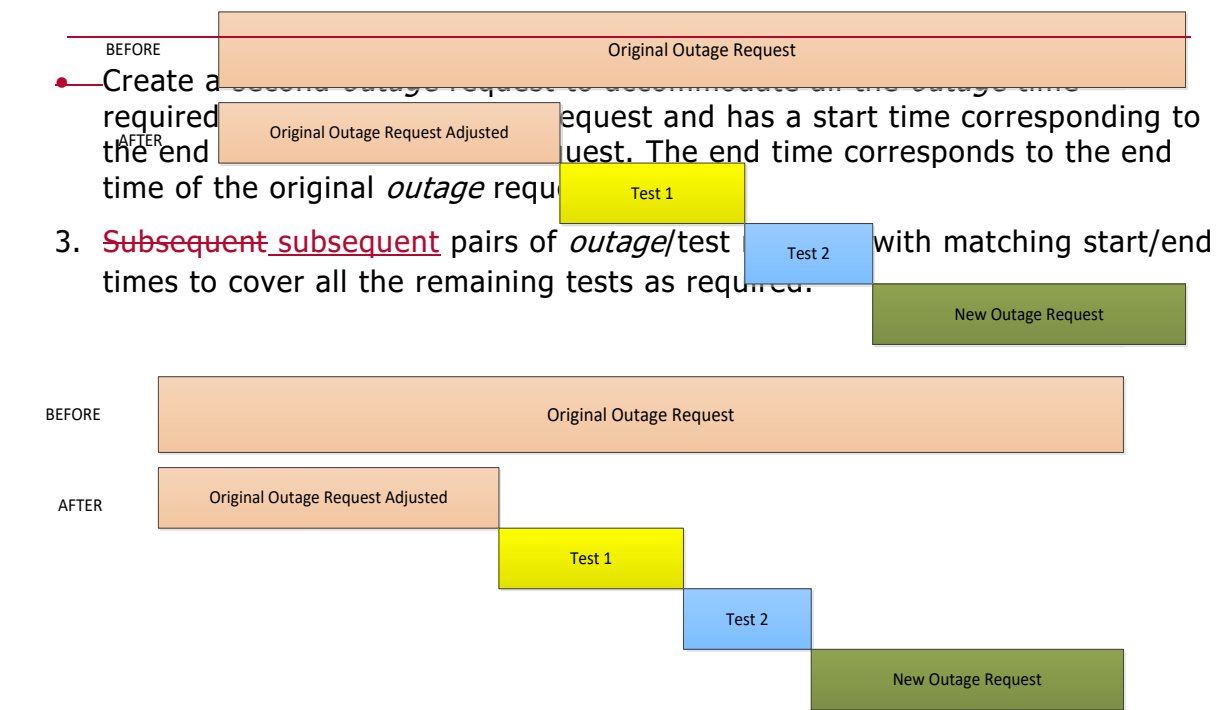 BEFORE
Original Outage Request
Create a
required equest and has a start time corresponding to
AFTER
Original Outage Request Adjusted
the end uest. The end time corresponds to the end
time of the original outage requ
Test 1
3. Subsequent subsequent pairs of outage/test with matching start/end
Test 2
times to cover all the remaining tests as required.
New Outage Request
BEFORE
Original Outage Request
AFTER
Original Outage Request Adjusted
Test 1
Test 2
New Outage Request